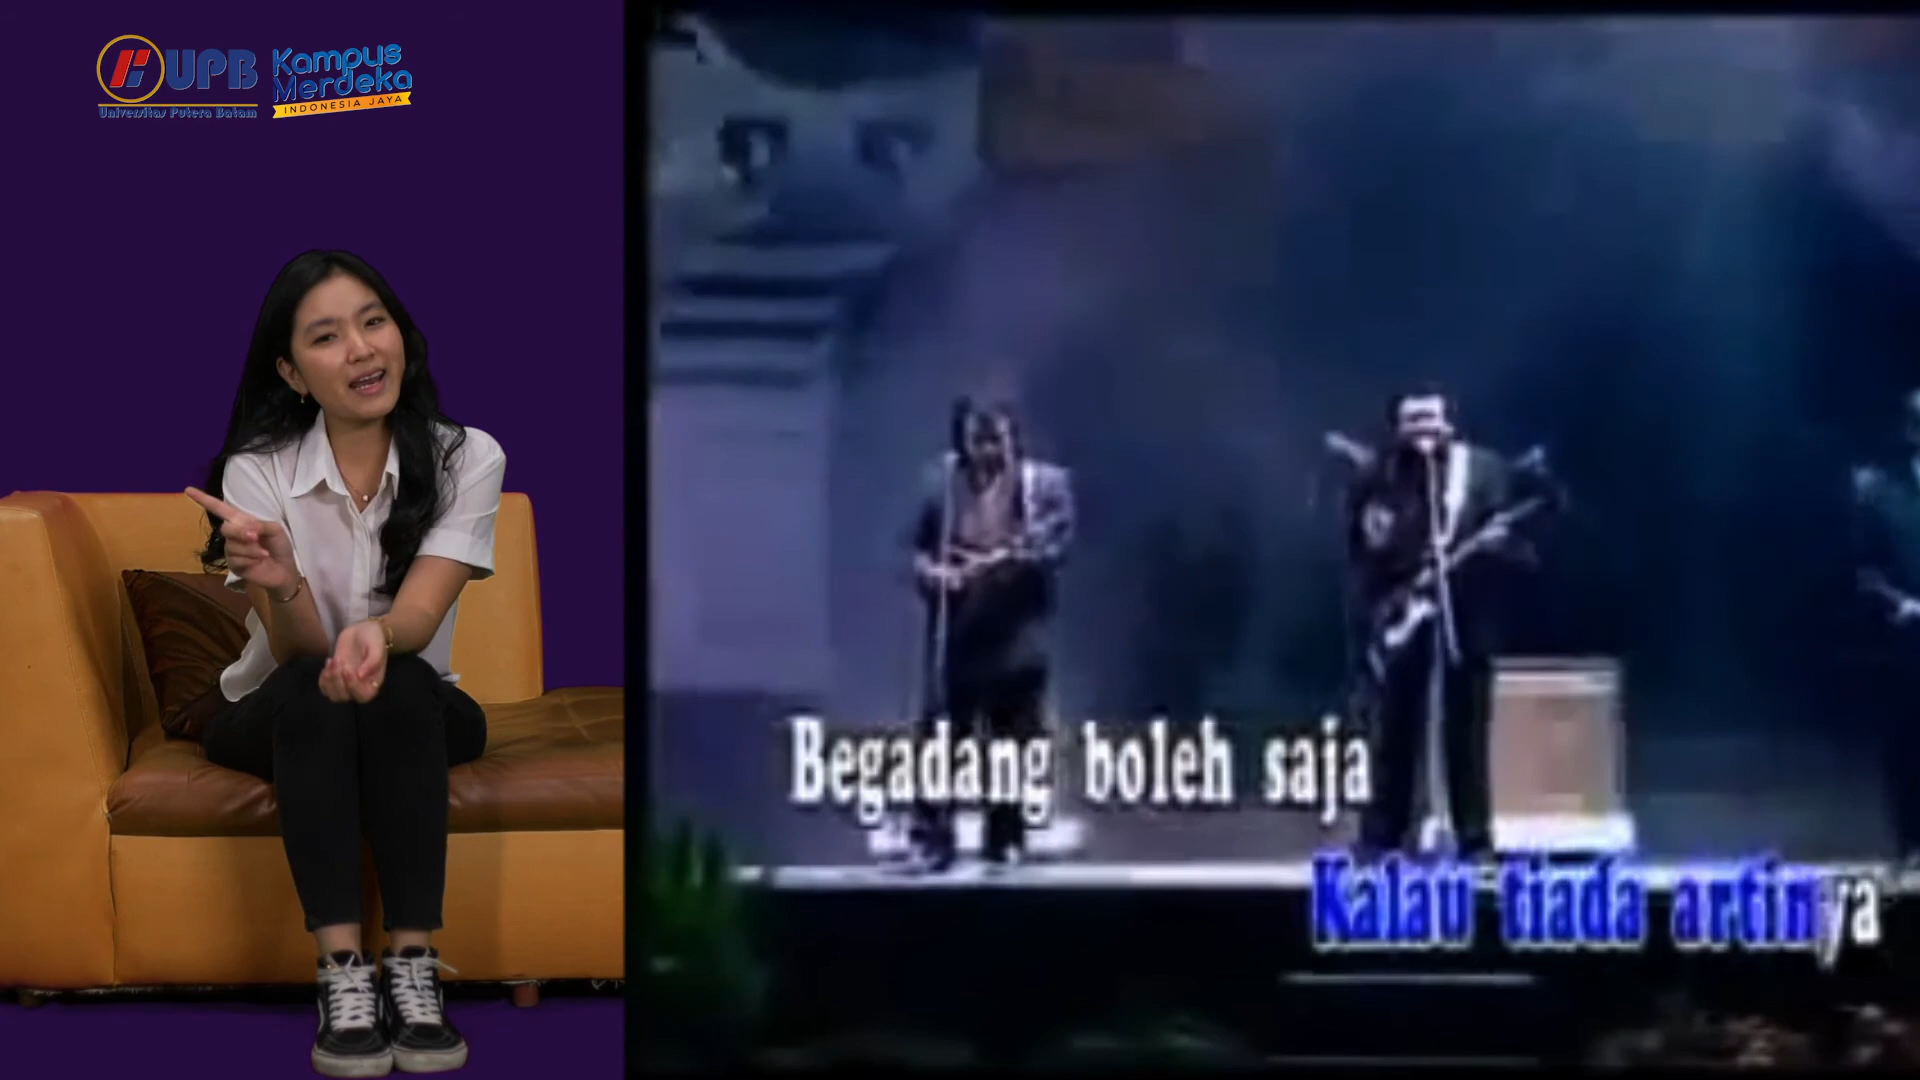 UPB
Universitas Putera Batam
Kampus
Merdeka
INDONESIA JAYA
Begadang boleh saja
Kalau tiada artinya